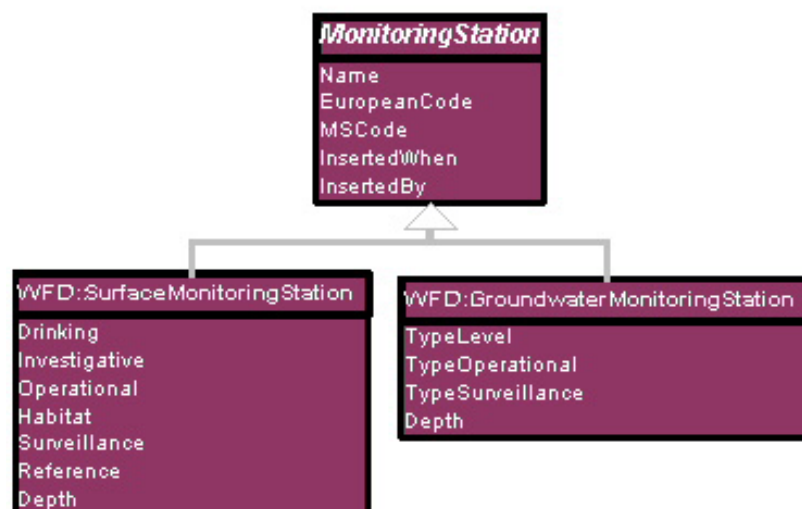 MonitoringStation
Name
EuropeanCode
MSCode
InsertedWhen
InsertedBy
WFD:SurfaceMonitoringStation
Drinking
Investigative
Operational
Habitat
Surveillance
Reference
Depth
WFD:GroundwaterMonitoringStation
TypeLevel
TypeOperational
TypeSurveillance
Depth